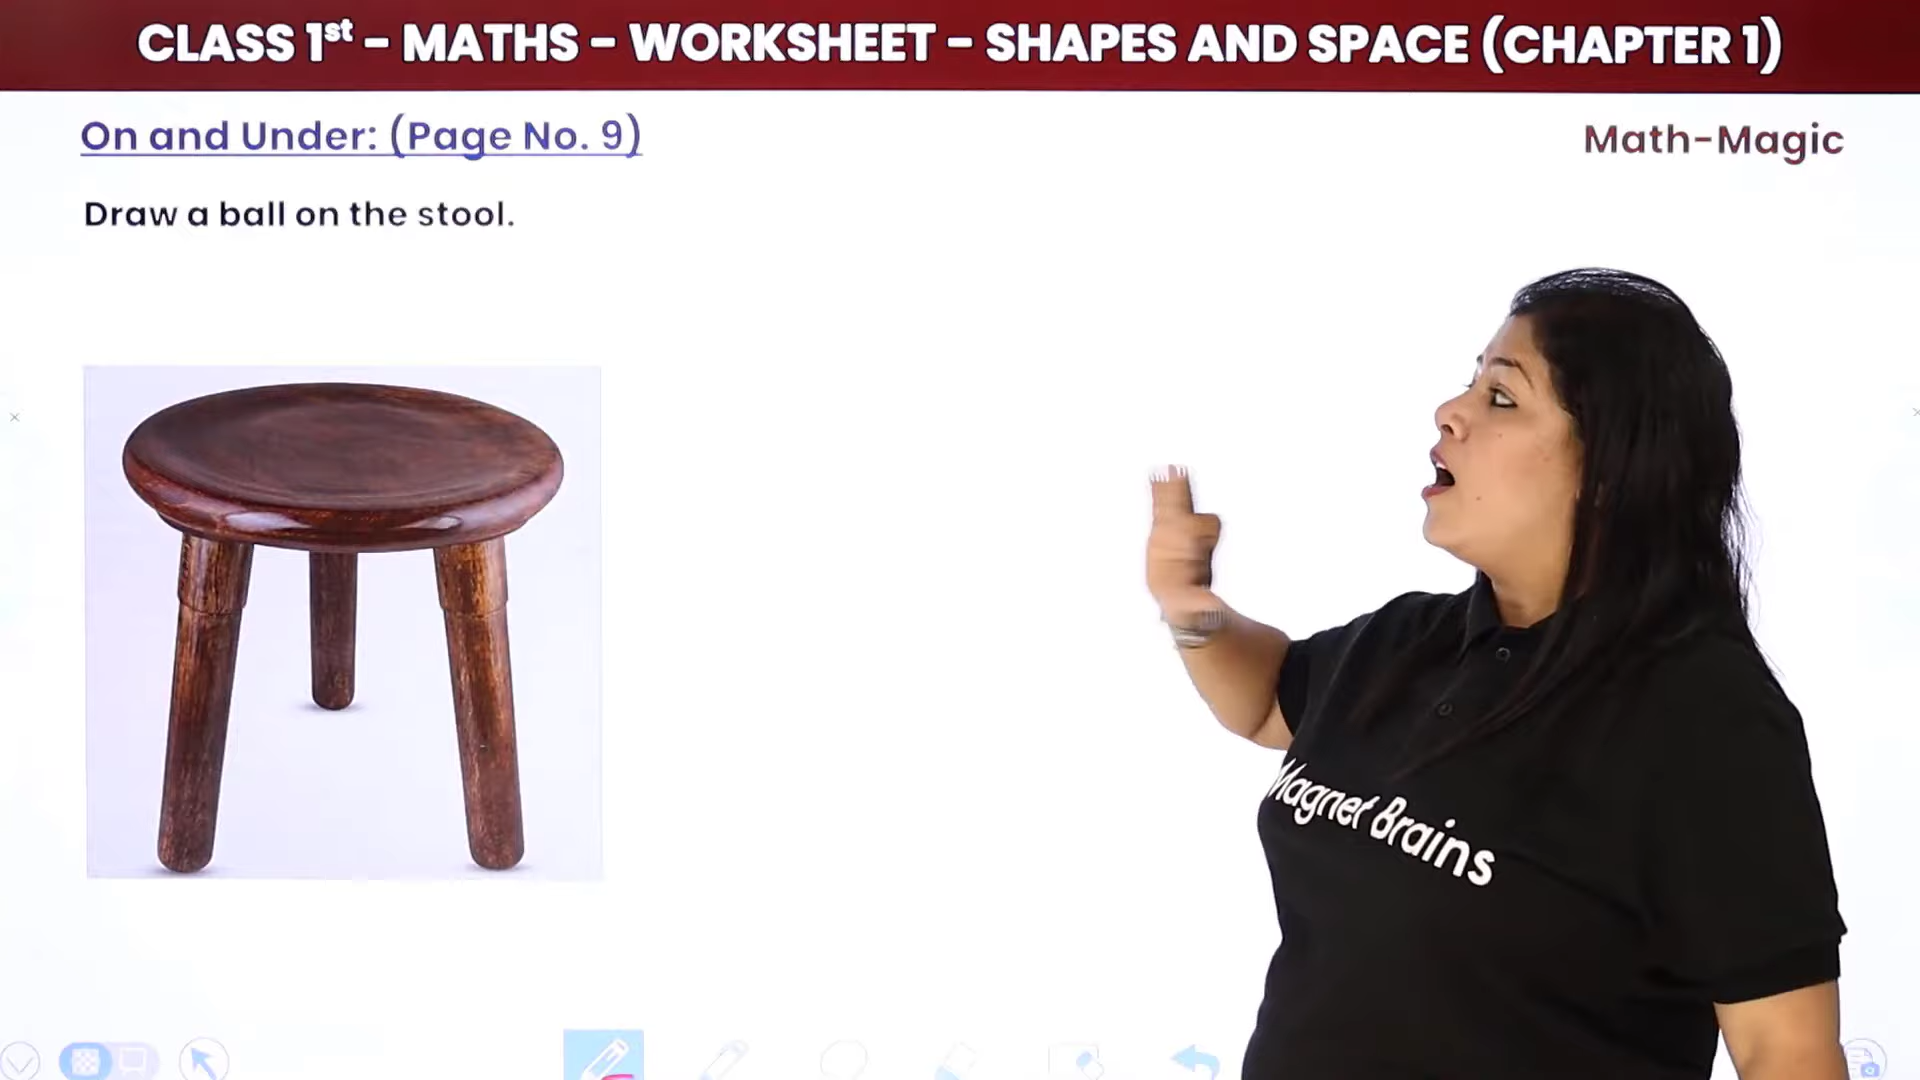 CLASS 1st - MATHS - WORKSHEET - SHAPES AND SPACE (CHAPTER 1)
On and Under: (Page No. 9)
Math-Magic
Draw a ball on the stool.
Magnet Brains